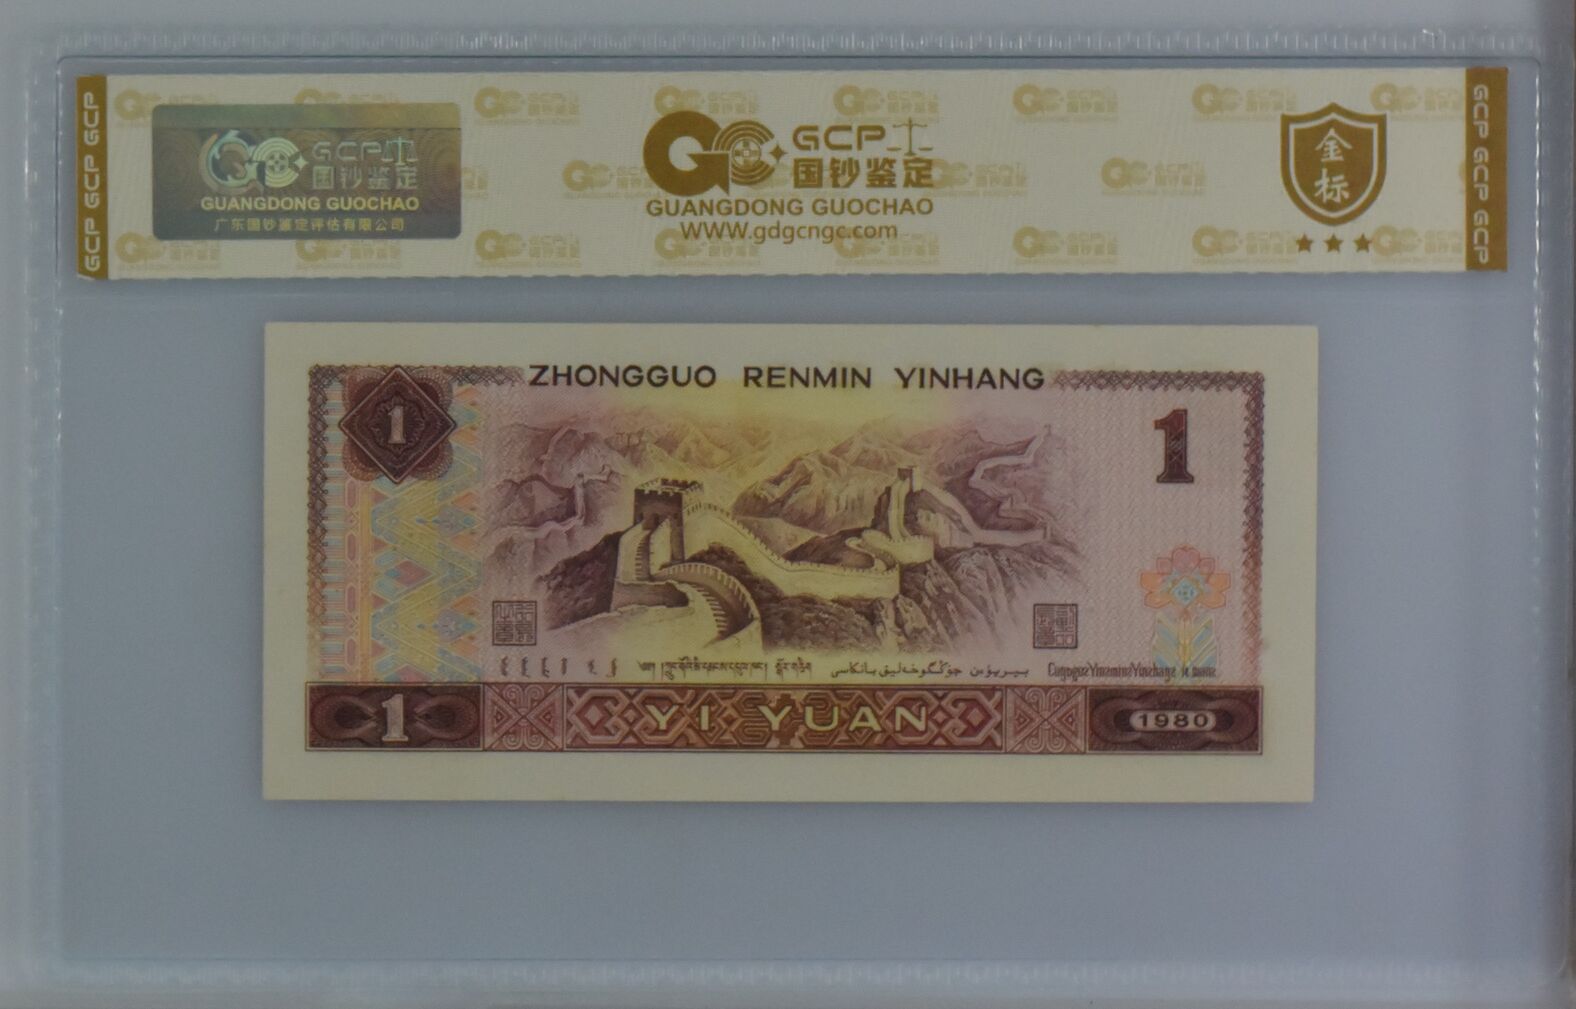 GCP GCP GCP
GCP
国钞鉴定
GUANGDONG GUOCHAO
广东国钞鉴定评估有限公司
GCP
国钞鉴定
GUANGDONG GUOCHAO
WWW.gdgcngc.com
金标
GCP GCP GCP
ZHONGGUO RENMIN YINHANG
1
1
1
YI YUAN
1980